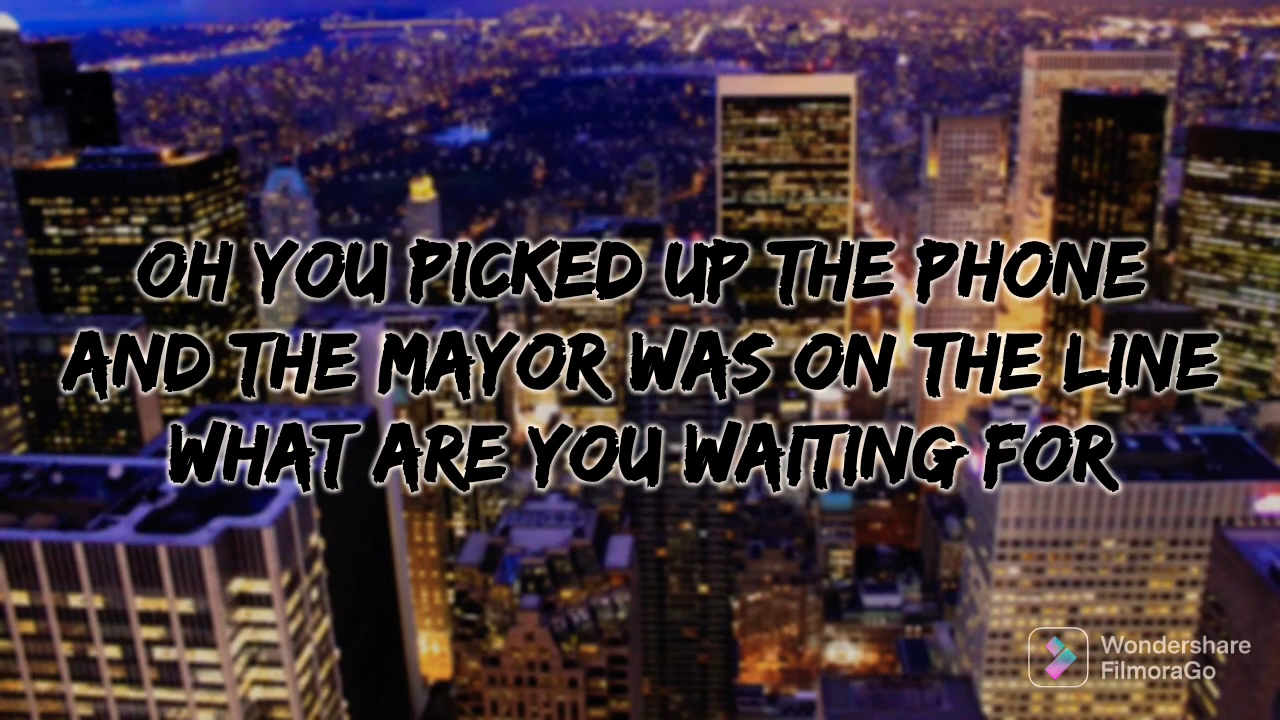 OH YOU PICKED UP THE PHONE
AND THE MAYOR WAS ON THE LINE
WHAT ARE YOU WAITING FOR
Wondershare
FilmoraGo